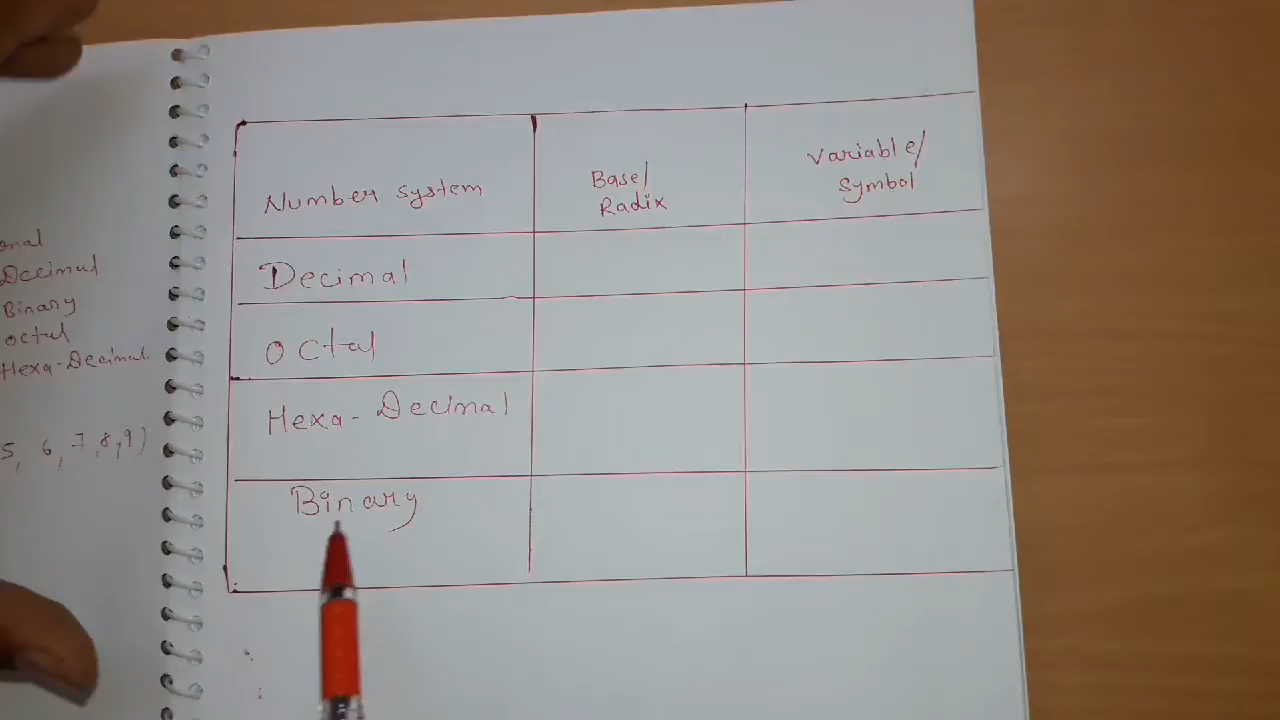 Decimal
Binary
octal
Hexa-Decimal.
5, 6, 7, 8, 9)
Number system
Base/
Radix
Variable/
Symbol
Decimal
Octal
Hexa-Decimal
Binary